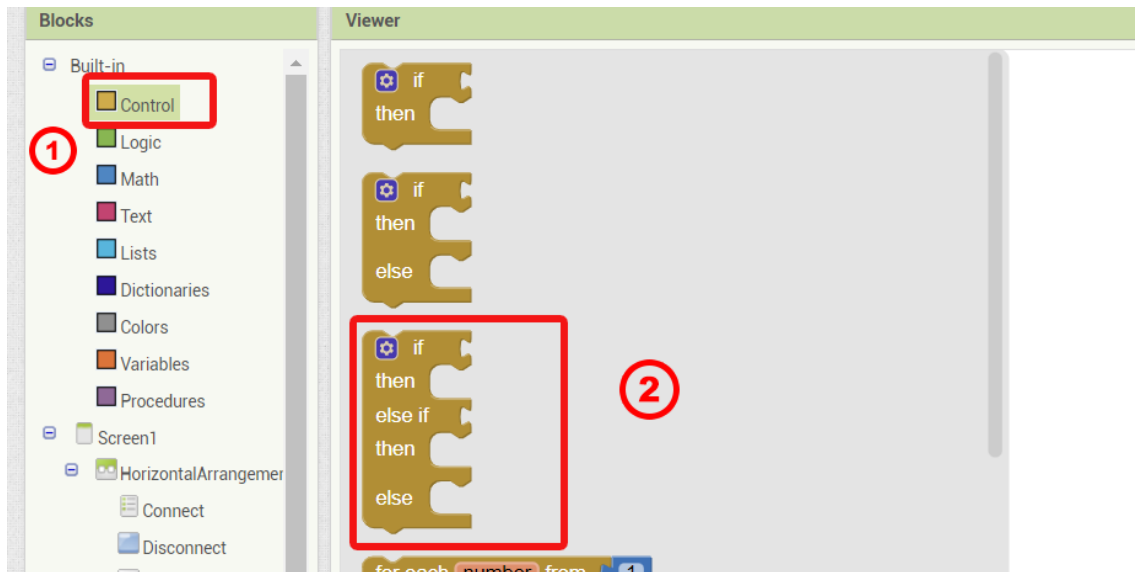 Blocks
Built-in
Control
1
Logic
Math
Text
Lists
Dictionaries
Colors
Variables
Procedures
Screen1
HorizontalArrangemer
Connect
Disconnect
Viewer
if
then
if
then
else
if
then
else if
then
else
2
for each number from 1